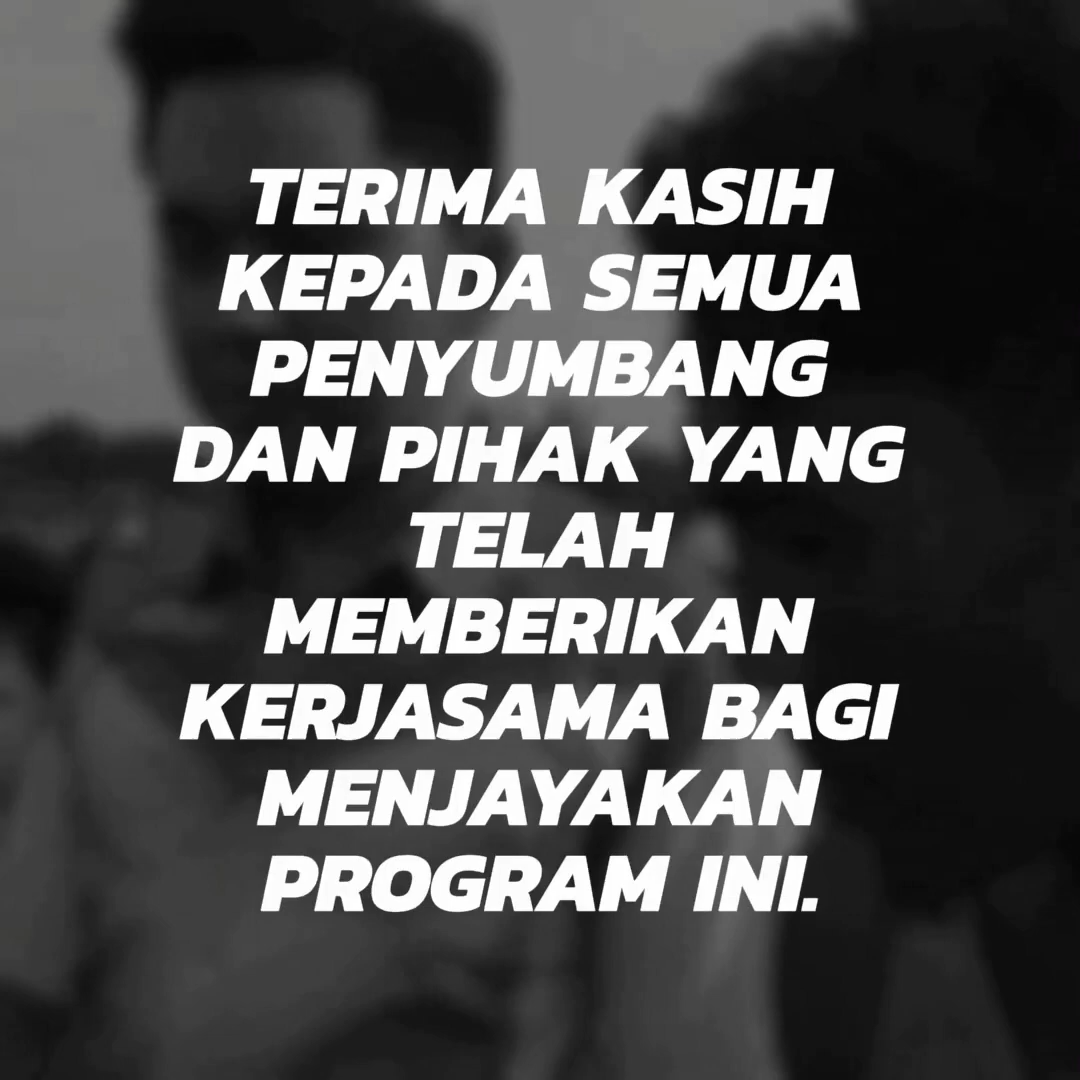 TERIMA KASIH
KEPADA SEMUA
PENYUMBANG
DAN PIHAK YANG
TELAH
MEMBERIKAN
KERJASAMA BAGI
MENJAYAKAN
PROGRAM INI.